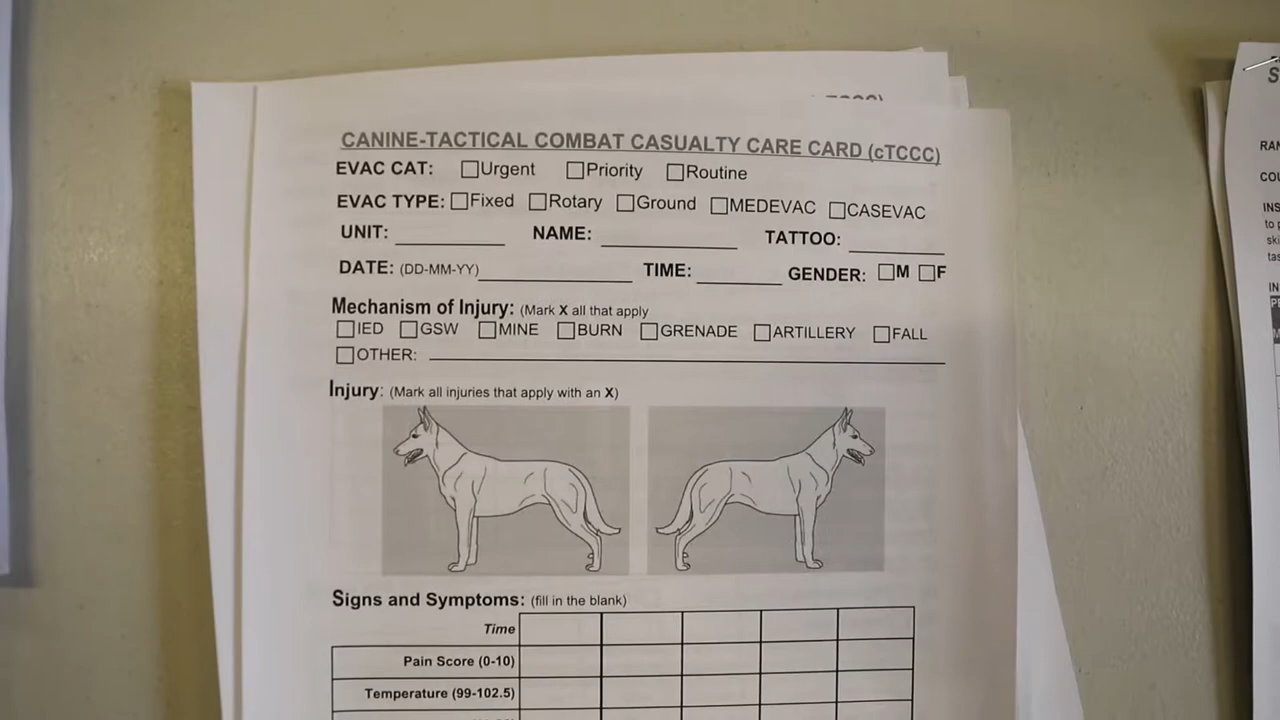 CANINE-TACTICAL COMBAT CASUALTY CARE CARD (cTCCC)
EVAC CAT: Urgent Priority Routine
EVAC TYPE: Fixed Rotary Ground MEDEVAC CASEVAC
UNIT: NAME: TATTOO:
DATE: (DD-MM-YY) TIME: GENDER: M F
Mechanism of Injury: (Mark X all that apply
IED GSW MINE BURN GRENADE ARTILLERY FALL
OTHER:
Injury: (Mark all injuries that apply with an X)
Signs and Symptoms: (fill in the blank)
Time
Pain Score (0-10)
Temperature (99-102.5)